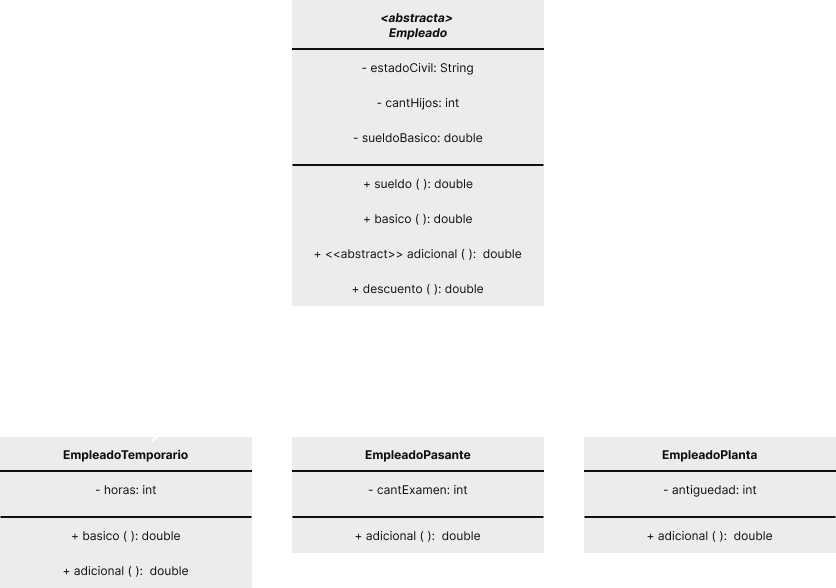 <abstracta>
Empleado
- estadoCivil: String
- cantHijos: int
- sueldoBasico: double
+ sueldo ( ): double
+ basico ( ): double
+ <<abstract>> adicional ( ):  double
+ descuento ( ): double
EmpleadoTemporario
- horas: int
+ basico ( ): double
+ adicional ( ):  double
EmpleadoPasante
- cantExamen: int
+ adicional ( ):  double
EmpleadoPlanta
- antiguedad: int
+ adicional ( ):  double